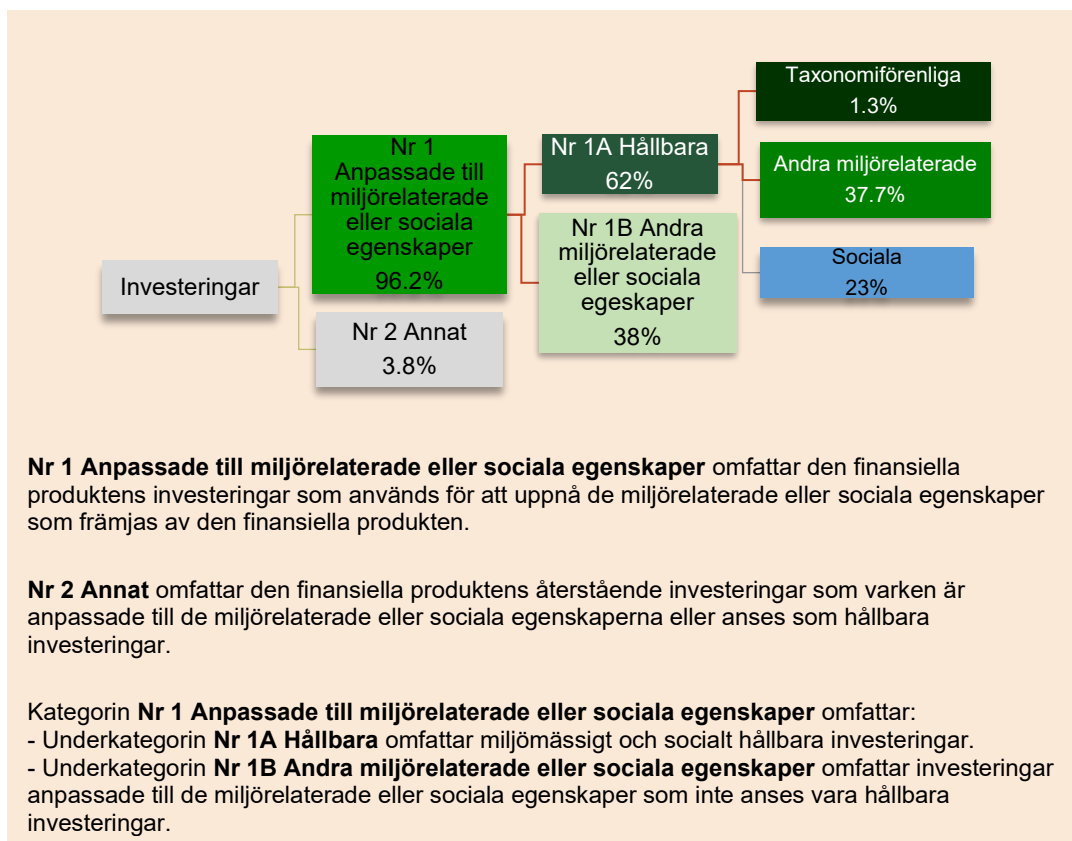 Investeringar
Nr 1
Anpassade till
miljörelaterade
eller sociala
egenskaper
96.2%
Nr 2 Annat
3.8%
Nr 1A Hållbara
62%
Nr 1B Andra
miljörelaterade
eller sociala
egeskaper
38%
Taxonomiförenliga
1.3%
Andra miljörelaterade
37.7%
Sociala
23%
Nr 1 Anpassade till miljörelaterade eller sociala egenskaper omfattar den finansiella
produktens investeringar som används för att uppnå de miljörelaterade eller sociala egenskaper
som främjas av den finansiella produkten.
Nr 2 Annat omfattar den finansiella produktens återstående investeringar som varken är
anpassade till de miljörelaterade eller sociala egenskaperna eller anses som hållbara
investeringar.
Kategorin Nr 1 Anpassade till miljörelaterade eller sociala egenskaper omfattar:
- Underkategorin Nr 1A Hållbara omfattar miljömässigt och socialt hållbara investeringar.
- Underkategorin Nr 1B Andra miljörelaterade eller sociala egenskaper omfattar investeringar
anpassade till de miljörelaterade eller sociala egenskaper som inte anses vara hållbara
investeringar.